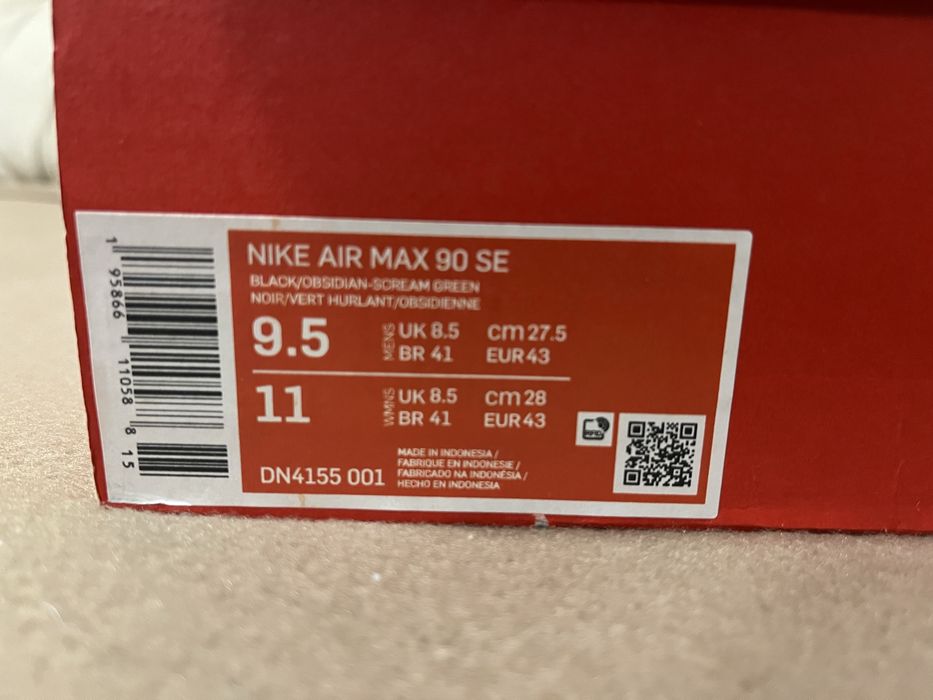 NIKE AIR MAX 90 SE
BLACK/OBSIDIAN-SCREAM GREEN
NOIR/VERT HURLANT/OBSIDIENNE
9.5 MENS UK 8.5 cm 27.5
BR 41 EUR 43
11 WMNS UK 8.5 cm 28
BR 41 EUR 43
DN4155 001
MADE IN INDONESIA /
FABRIQUE EN INDONESIE /
FABRICADO NA INDONÉSIA /
HECHO EN INDONESIA
1 95866 11058 8 15